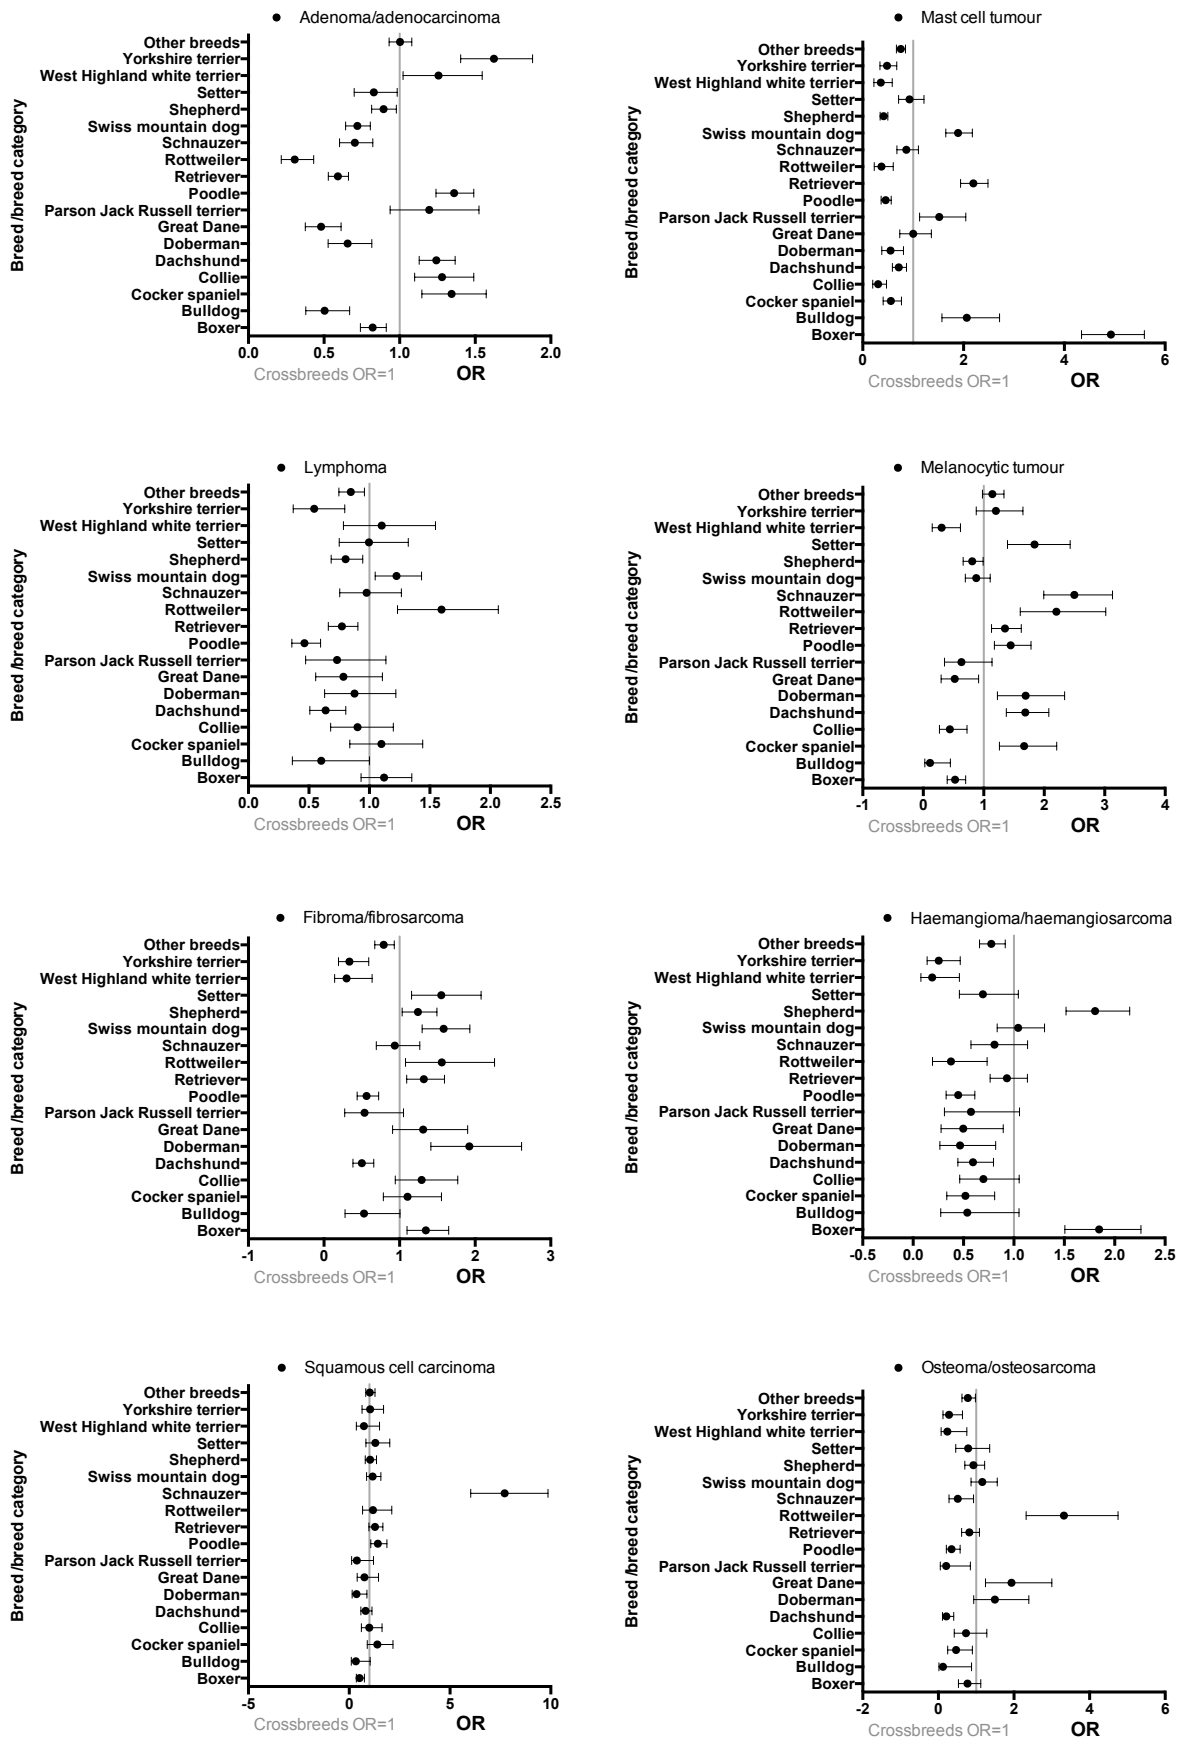 Adenoma/adenocarcinoma
Breed /breed category
Other breeds
Yorkshire terrier
West Highland white terrier
Setter
Shepherd
Swiss mountain dog
Schnauzer
Rottweiler
Retriever
Poodle
Parson Jack Russell terrier
Great Dane
Doberman
Dachshund
Collie
Cocker spaniel
Bulldog
Boxer
0.0 0.5 1.0 1.5 2.0
Crossbreeds OR=1 OR
Mast cell tumour
Breed /breed category
Other breeds
Yorkshire terrier
West Highland white terrier
Setter
Shepherd
Swiss mountain dog
Schnauzer
Rottweiler
Retriever
Poodle
Parson Jack Russell terrier
Great Dane
Doberman
Dachshund
Collie
Cocker spaniel
Bulldog
Boxer
0 2 4 6
Crossbreeds OR=1 OR
Lymphoma
Breed /breed category
Other breeds
Yorkshire terrier
West Highland white terrier
Setter
Shepherd
Swiss mountain dog
Schnauzer
Rottweiler
Retriever
Poodle
Parson Jack Russell terrier
Great Dane
Doberman
Dachshund
Collie
Cocker spaniel
Bulldog
Boxer
0.0 0.5 1.0 1.5 2.0 2.5
Crossbreeds OR=1 OR
Melanocytic tumour
Breed /breed category
Other breeds
Yorkshire terrier
West Highland white terrier
Setter
Shepherd
Swiss mountain dog
Schnauzer
Rottweiler
Retriever
Poodle
Parson Jack Russell terrier
Great Dane
Doberman
Dachshund
Collie
Cocker spaniel
Bulldog
Boxer
-1 0 1 2 3 4
Crossbreeds OR=1 OR
Fibroma/fibrosarcoma
Breed /breed category
Other breeds
Yorkshire terrier
West Highland white terrier
Setter
Shepherd
Swiss mountain dog
Schnauzer
Rottweiler
Retriever
Poodle
Parson Jack Russell terrier
Great Dane
Doberman
Dachshund
Collie
Cocker spaniel
Bulldog
Boxer
-1 0 1 2 3
Crossbreeds OR=1 OR
Haemangioma/haemangiosarcoma
Breed /breed category
Other breeds
Yorkshire terrier
West Highland white terrier
Setter
Shepherd
Swiss mountain dog
Schnauzer
Rottweiler
Retriever
Poodle
Parson Jack Russell terrier
Great Dane
Doberman
Dachshund
Collie
Cocker spaniel
Bulldog
Boxer
-0.5 0.0 0.5 1.0 1.5 2.0 2.5
Crossbreeds OR=1 OR
Squamous cell carcinoma
Breed /breed category
Other breeds
Yorkshire terrier
West Highland white terrier
Setter
Shepherd
Swiss mountain dog
Schnauzer
Rottweiler
Retriever
Poodle
Parson Jack Russell terrier
Great Dane
Doberman
Dachshund
Collie
Cocker spaniel
Bulldog
Boxer
-5 0 5 10
Crossbreeds OR=1 OR
Osteoma/osteosarcoma
Breed /breed category
Other breeds
Yorkshire terrier
West Highland white terrier
Setter
Shepherd
Swiss mountain dog
Schnauzer
Rottweiler
Retriever
Poodle
Parson Jack Russell terrier
Great Dane
Doberman
Dachshund
Collie
Cocker spaniel
Bulldog
Boxer
-2 0 2 4 6
Crossbreeds OR=1 OR